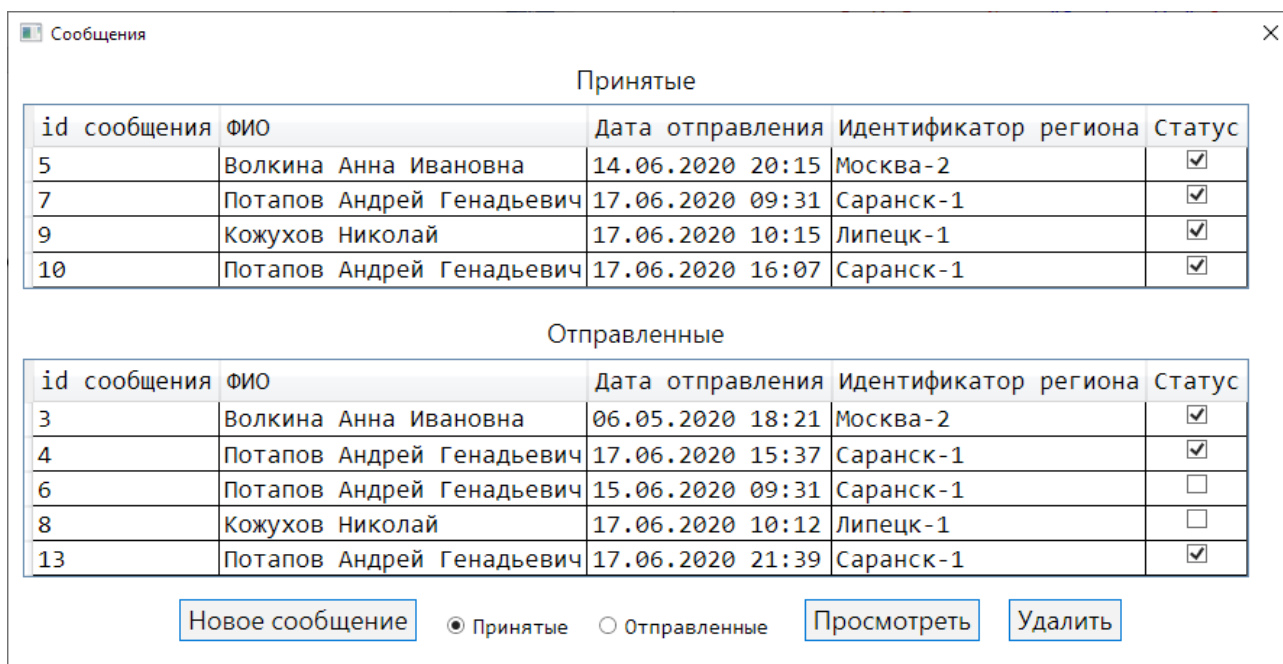 Сообщения
Принятые
id сообщения ФИО Дата отправления Идентификатор региона Статус
5 Волкина Анна Ивановна 14.06.2020 20:15 Москва-2
7 Потапов Андрей Генадьевич 17.06.2020 09:31 Саранск-1
9 Кожухов Николай 17.06.2020 10:15 Липецк-1
10 Потапов Андрей Генадьевич 17.06.2020 16:07 Саранск-1
Отправленные
id сообщения ФИО Дата отправления Идентификатор региона Статус
3 Волкина Анна Ивановна 06.05.2020 18:21 Москва-2
4 Потапов Андрей Генадьевич 17.06.2020 15:37 Саранск-1
6 Потапов Андрей Генадьевич 15.06.2020 09:31 Саранск-1
8 Кожухов Николай 17.06.2020 10:12 Липецк-1
13 Потапов Андрей Генадьевич 17.06.2020 21:39 Саранск-1
Новое сообщение Принятые Отправленные Просмотреть Удалить